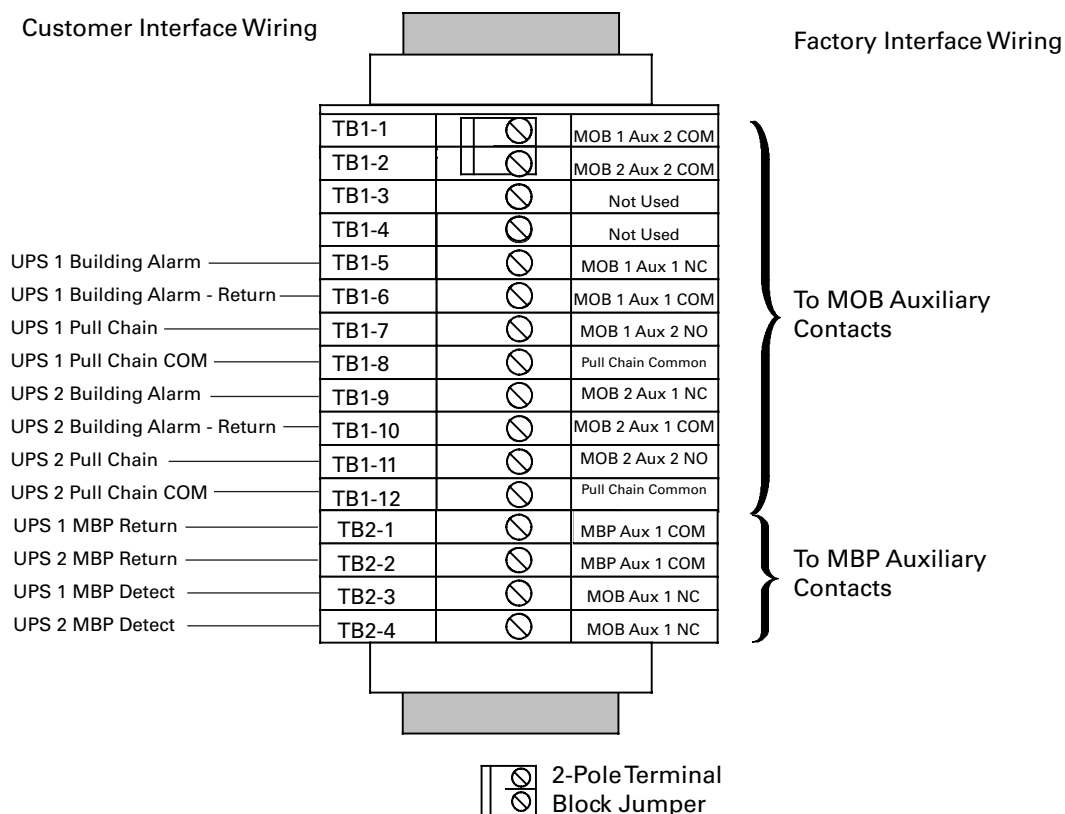 Customer Interface Wiring
Factory Interface Wiring
TB1-1 MOB 1 Aux 2 COM
TB1-2 MOB 2 Aux 2 COM
TB1-3 Not Used
TB1-4 Not Used
UPS 1 Building Alarm TB1-5 MOB 1 Aux 1 NC
UPS 1 Building Alarm - Return TB1-6 MOB 1 Aux 1 COM
UPS 1 Pull Chain TB1-7 MOB 1 Aux 2 NO
UPS 1 Pull Chain COM TB1-8 Pull Chain Common
UPS 2 Building Alarm TB1-9 MOB 2 Aux 1 NC
UPS 2 Building Alarm - Return TB1-10 MOB 2 Aux 1 COM
UPS 2 Pull Chain TB1-11 MOB 2 Aux 2 NO
UPS 2 Pull Chain COM TB1-12 Pull Chain Common
UPS 1 MBP Return TB2-1 MBP Aux 1 COM
UPS 2 MBP Return TB2-2 MBP Aux 1 COM
UPS 1 MBP Detect TB2-3 MOB Aux 1 NC
UPS 2 MBP Detect TB2-4 MOB Aux 1 NC
To MOB Auxiliary
Contacts
To MBP Auxiliary
Contacts
2-Pole Terminal
Block Jumper